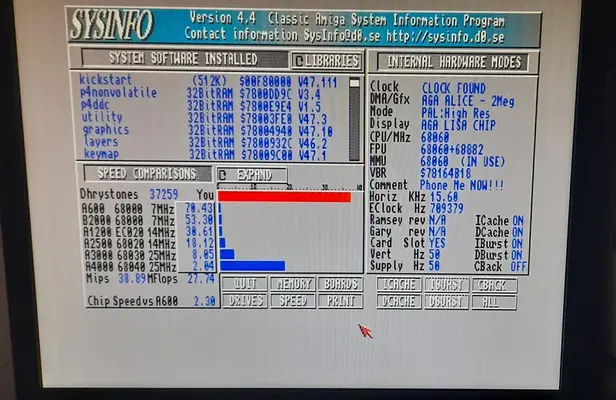 SYSINFO
Version 4.4 Classic Amiga System Information Program
Contact information SysInfo@d0.se http://sysinfo.d0.se
SYSTEM SOFTWARE INSTALLED
LIBRARIES
kickstart (512K) $00F80000 V47.111
p4nonvolatile 32BitRAM $7800DD9C V3.4
p4ddc 32BitRAM $7800E9E4 V1.5
utility 32BitRAM $78003FE0 V47.3
graphics 32BitRAM $78004940 V47.10
layers 32BitRAM $7800932C V46.2
keymap 32BitRAM $78009C00 V47.1
SPEED COMPARISONS
EXPAND
Dhrystones 37259 You
A600 68000 7MHz 70.43
B2000 68000 7MHz 53.30
A1200 EC020 14MHz 30.61
A2500 68020 14MHz 18.12
A3000 68030 25MHz 8.05
A4000 68040 25MHz 2.04
Mips 38.89 MFlops 27.74
Chip Speed vs A600 2.30
10 20 30 40
QUIT MEMORY BOARDS
DRIVES SPEED PRINT
INTERNAL HARDWARE MODES
Clock CLOCK FOUND
DMA/Gfx AGA ALICE - 2Meg
Mode PAL:High Res
Display AGA LISA CHIP
CPU/MHz 68060
FPU 68060+68882
MMU 68060 (IN USE)
VBR $78164B18
Comment Phone Me NOW!!!
Horiz KHz 15.60
EClock Hz 709379
Ramsey rev N/A ICache ON
Gary rev N/A DCache ON
Card Slot YES IBurst ON
Vert Hz 50 DBurst ON
Supply Hz 50 CBack OFF
ICACHE IBURST CBACK
DCACHE DBURST ALL